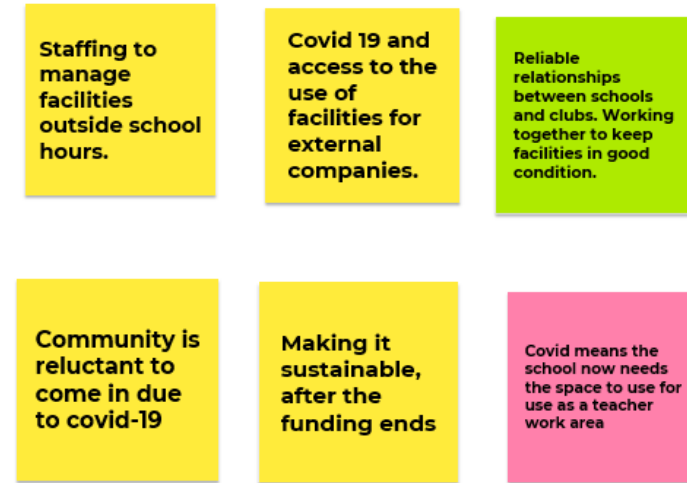 Staffing to
manage
facilities
outside school
hours.
Covid 19 and
access to the
use of
facilities for
external
companies.
Reliable
relationships
between schools
and clubs. Working
together to keep
facilities in good
condition.
Community is
reluctant to
come in due
to covid-19
Making it
sustainable,
after the
funding ends
Covid means the
school now needs
the space to use for
use as a teacher
work area